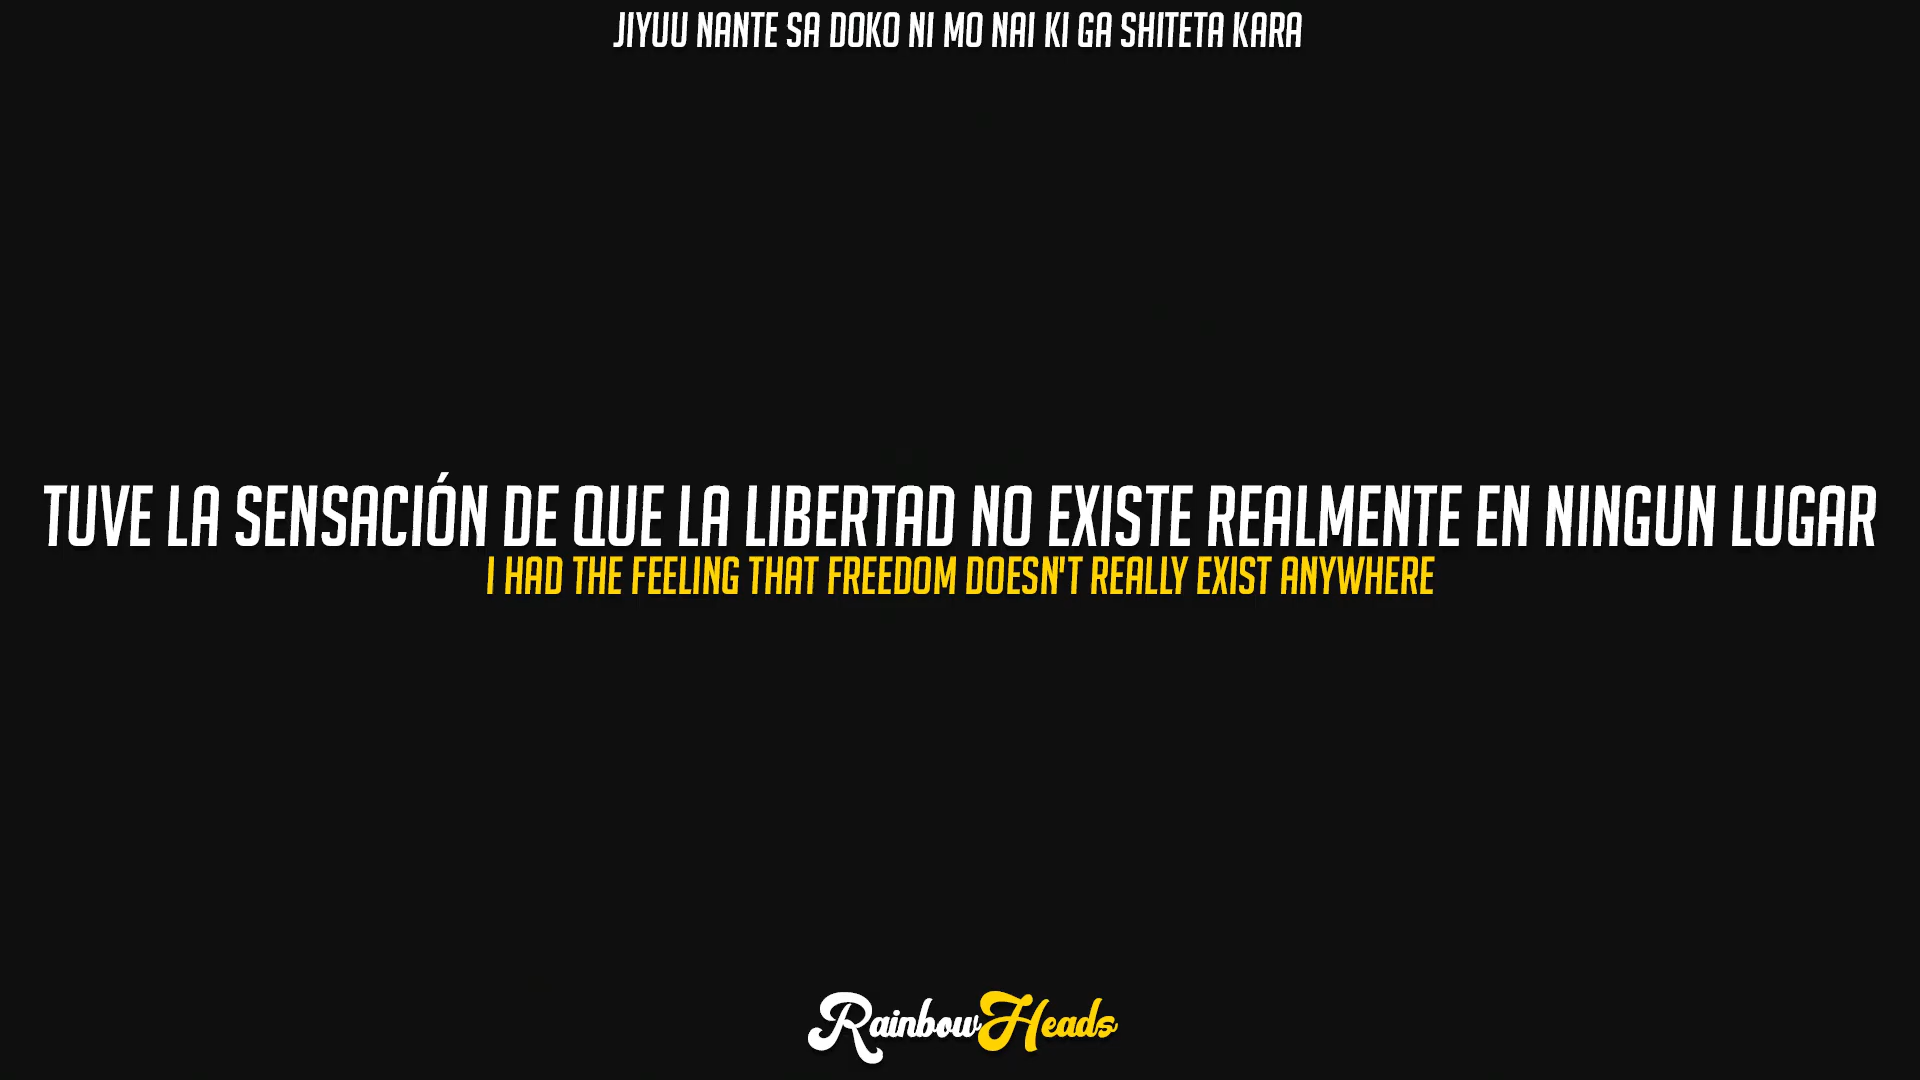 JIYUU NANTE SA DOKO NI MO NAI KI GA SHITETA KARA
TUVE LA SENSACIÓN DE QUE LA LIBERTAD NO EXISTE REALMENTE EN NINGUN LUGAR
I HAD THE FEELING THAT FREEDOM DOESN'T REALLY EXIST ANYWHERE
RainbowHeads